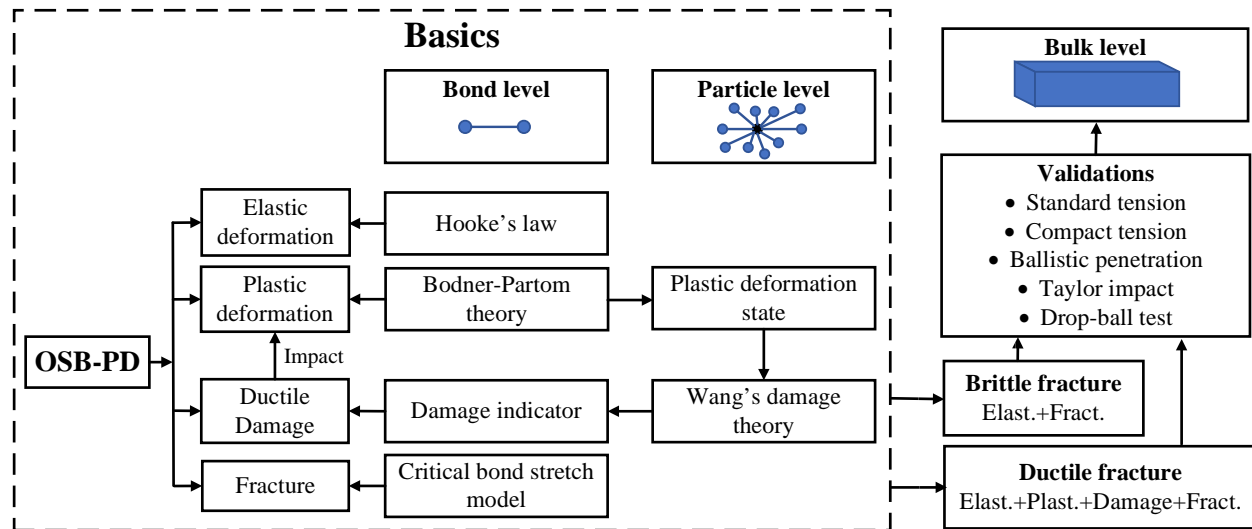 Basics
Bond level
Particle level
Bulk level
Validations
● Standard tension
● Compact tension
● Ballistic penetration
● Taylor impact
● Drop-ball test
Elastic
deformation
Hooke’s law
Plastic
deformation
Bodner-Partom
theory
Plastic deformation
state
OSB-PD
Impact
Ductile
Damage
Damage indicator
Wang’s damage
theory
Brittle fracture
Elast.+Fract.
Fracture
Critical bond stretch
model
Ductile fracture
Elast.+Plast.+Damage+Fract.